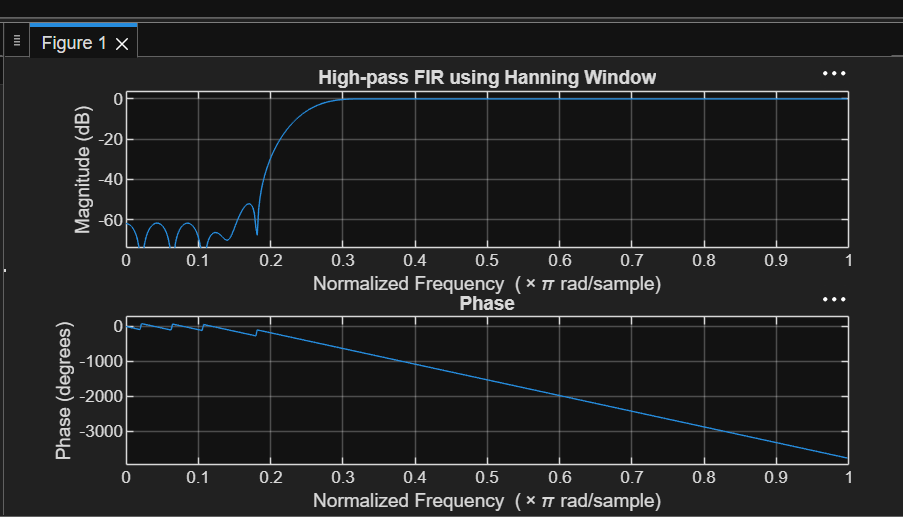 Figure 1
High-pass FIR using Hanning Window
Magnitude (dB)
0
-20
-40
-60
0 0.1 0.2 0.3 0.4 0.5 0.6 0.7 0.8 0.9 1
Normalized Frequency (× π rad/sample)
Phase
Phase (degrees)
0
-1000
-2000
-3000
0 0.1 0.2 0.3 0.4 0.5 0.6 0.7 0.8 0.9 1
Normalized Frequency (× π rad/sample)